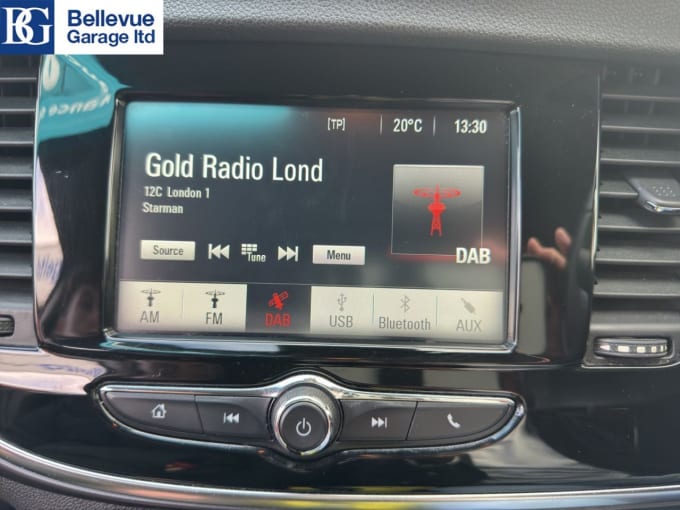 BG Bellevue
Garage ltd
[TP] 20°C 13:30
Gold Radio Lond
12C London 1
Starman
DAB
Source Tune Menu
AM FM DAB USB Bluetooth AUX